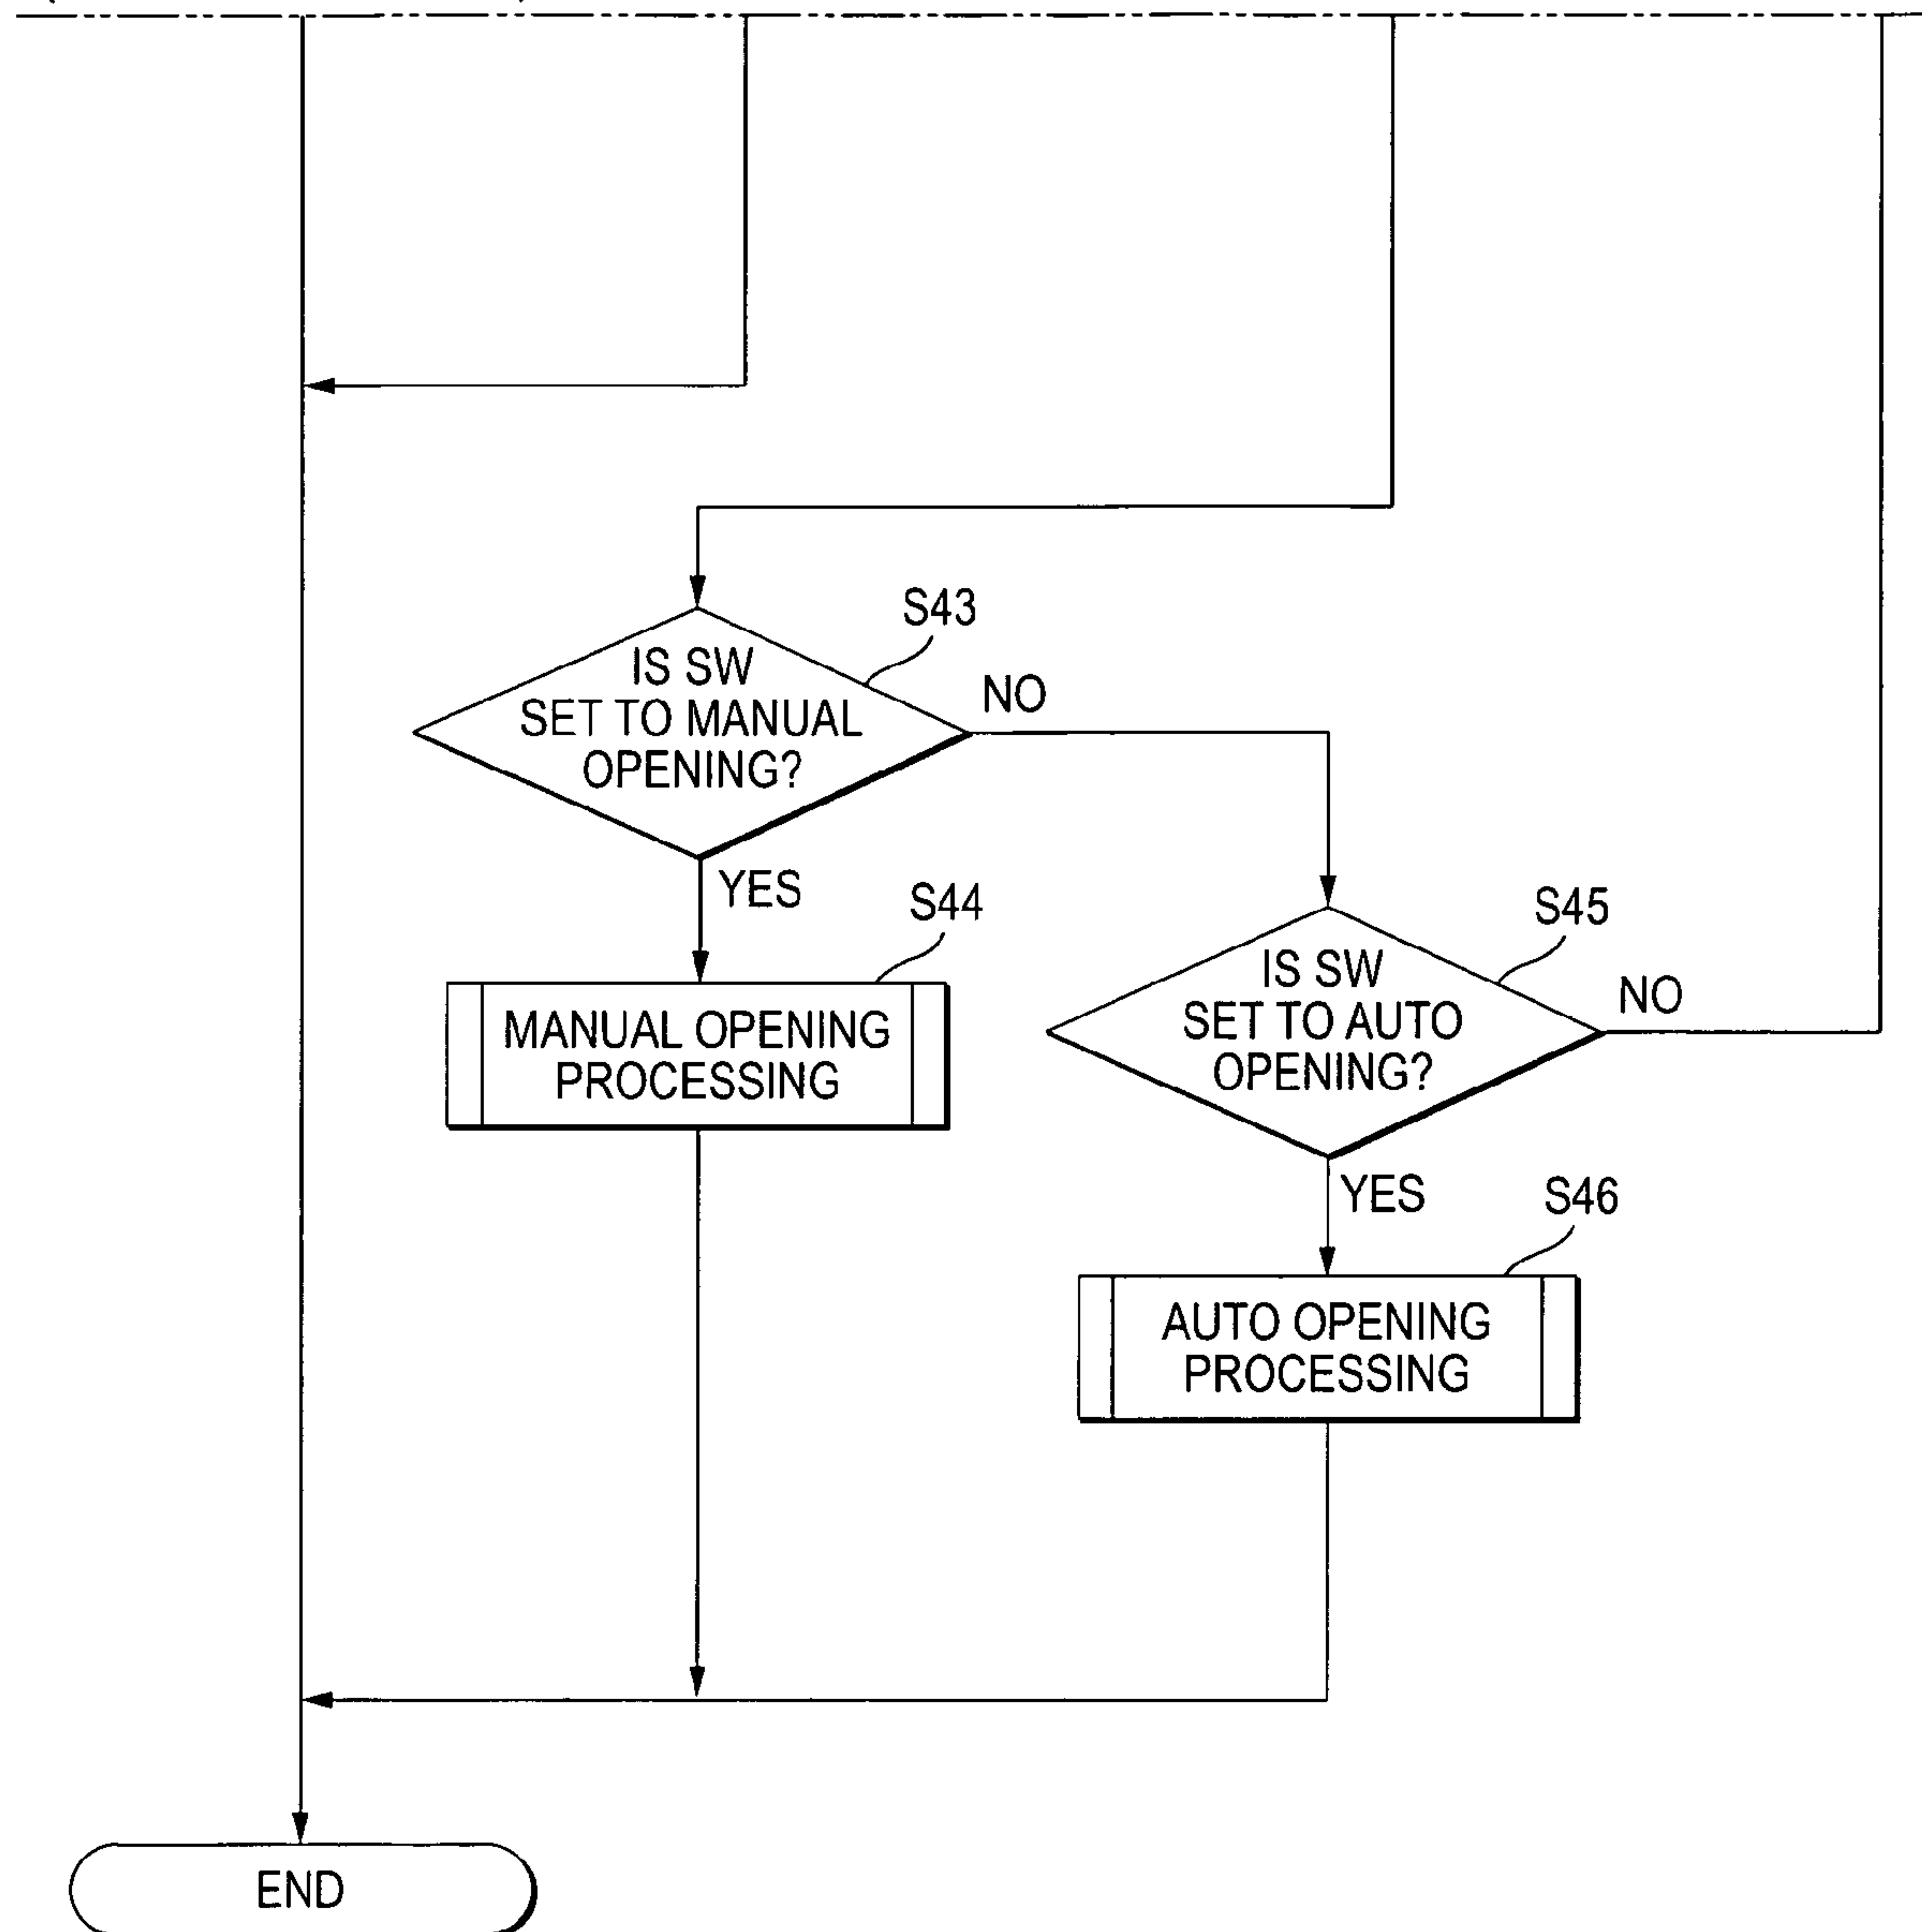 S43
IS SW
SET TO MANUAL
OPENING?
NO
YES
S44
MANUAL OPENING
PROCESSING
S45
IS SW
SET TO AUTO
OPENING?
NO
YES
S46
AUTO OPENING
PROCESSING
END